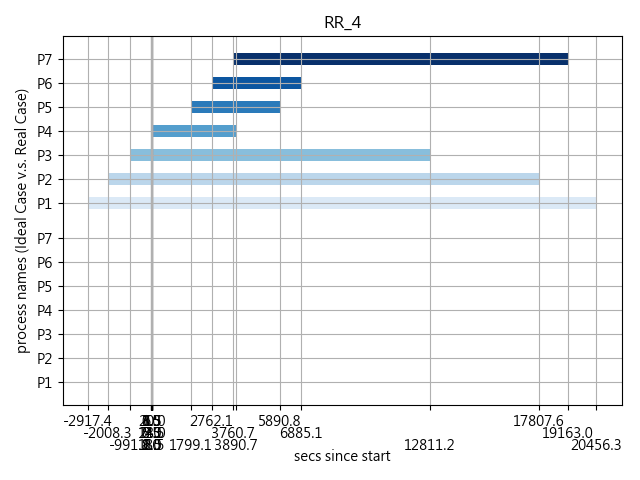 RR_4
process names (Ideal Case v.s. Real Case)
P7
P6
P5
P4
P3
P2
P1
P7
P6
P5
P4
P3
P2
P1
-2917.4 2762.1 5890.8 17807.6
-2008.3 3760.7 6885.1 19163.0
1799.1 3890.7 12811.2 20456.3
secs since start